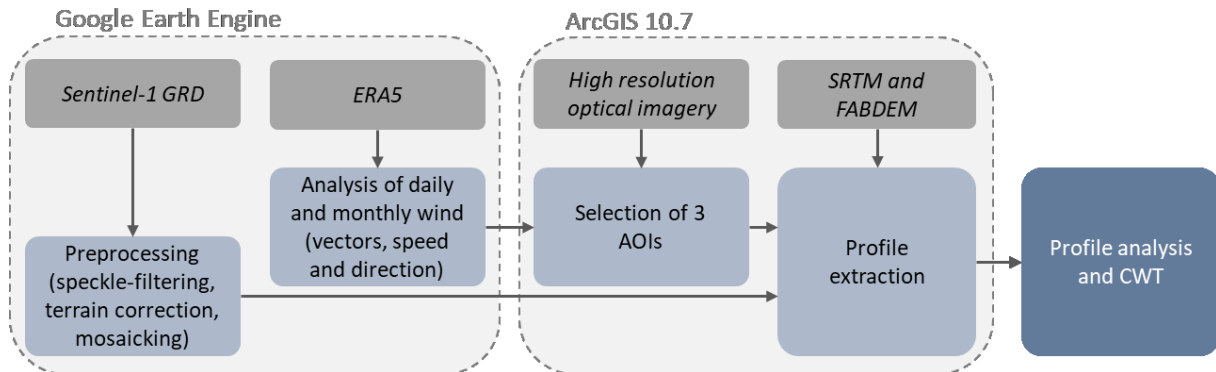 Google Earth Engine
ArcGIS 10.7
Sentinel-1 GRD
ERA5
High resolution
optical imagery
SRTM and
FABDEM
Analysis of daily
and monthly wind
(vectors, speed
and direction)
Preprocessing
(speckle-filtering,
terrain correction,
mosaicking)
Selection of 3
AOIs
Profile
extraction
Profile analysis
and CWT